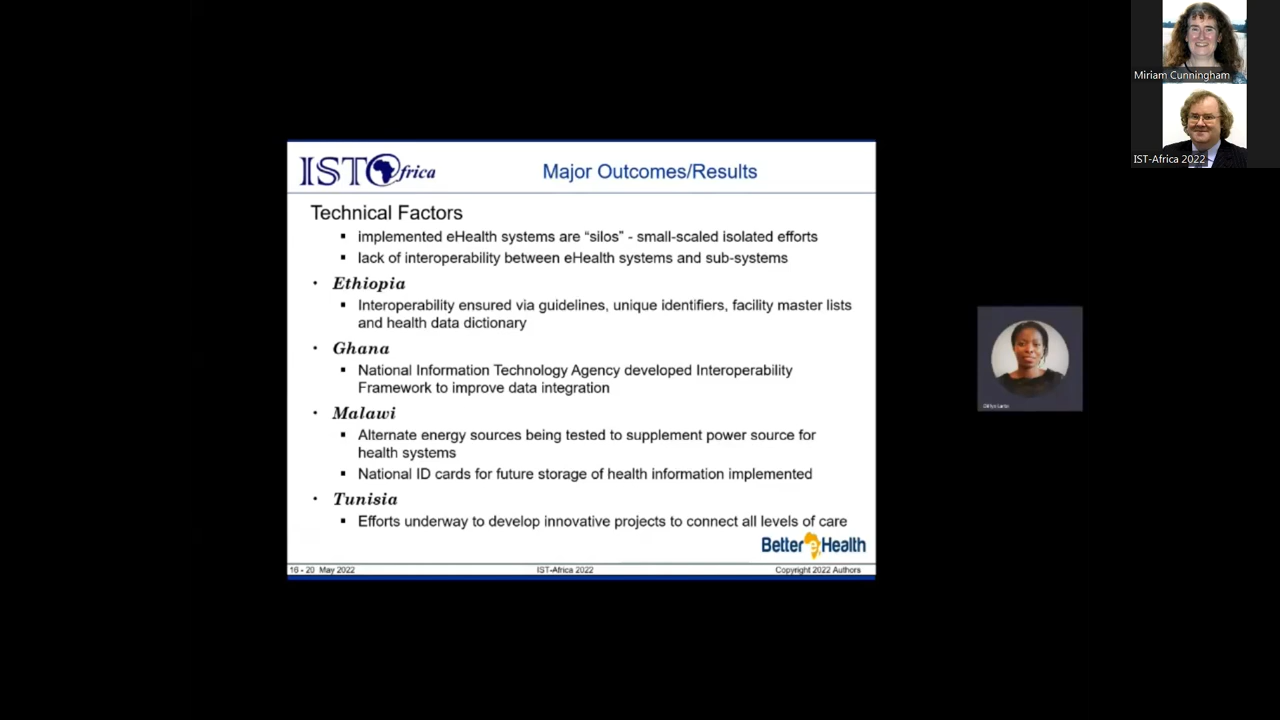 Miriam Cunningham
IST-Africa 2022
IST Africa
Major Outcomes/Results
Technical Factors
▪ implemented eHealth systems are “silos” - small-scaled isolated efforts
▪ lack of interoperability between eHealth systems and sub-systems
• Ethiopia
▪ Interoperability ensured via guidelines, unique identifiers, facility master lists
and health data dictionary
• Ghana
▪ National Information Technology Agency developed Interoperability
Framework to improve data integration
• Malawi
▪ Alternate energy sources being tested to supplement power source for
health systems
▪ National ID cards for future storage of health information implemented
• Tunisia
▪ Efforts underway to develop innovative projects to connect all levels of care
Better e Health
16 - 20 May 2022
IST-Africa 2022
Copyright 2022 Authors